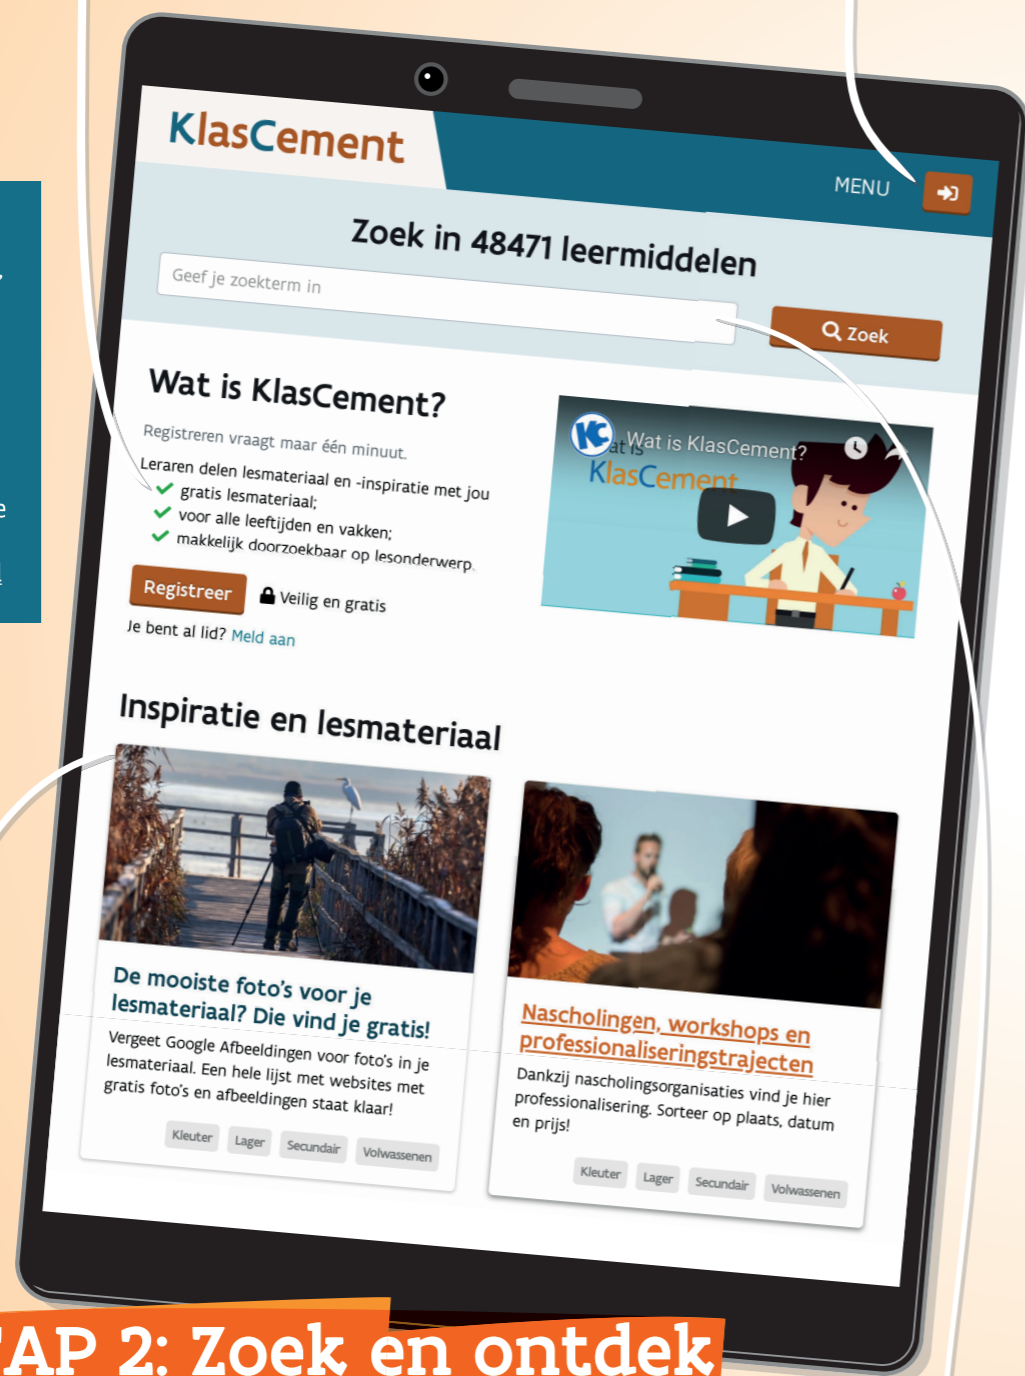 KlasCement
MENU
Zoek in 48471 leermiddelen
Geef je zoekterm in
Zoek
Wat is KlasCement?
Registreren vraagt maar één minuut.
Leraren delen lesmateriaal en -inspiratie met jou
gratis lesmateriaal;
voor alle leeftijden en vakken;
makkelijk doorzoekbaar op lesonderwerp.
Registreer
Veilig en gratis
Je bent al lid? Meld aan
KC
Wat is KlasCement?
at is
KlasCement
Inspiratie en lesmateriaal
De mooiste foto's voor je
lesmateriaal? Die vind je gratis!
Vergeet Google Afbeeldingen voor foto's in je
lesmateriaal. Een hele lijst met websites met
gratis foto's en afbeeldingen staat klaar!
Kleuter Lager Secundair Volwassenen
Nascholingen, workshops en
professionaliseringstrajecten
Dankzij nascholingsorganisaties vind je hier
professionalisering. Sorteer op plaats, datum
en prijs!
Kleuter Lager Secundair Volwassenen
AP 2: Zoek en ontdek